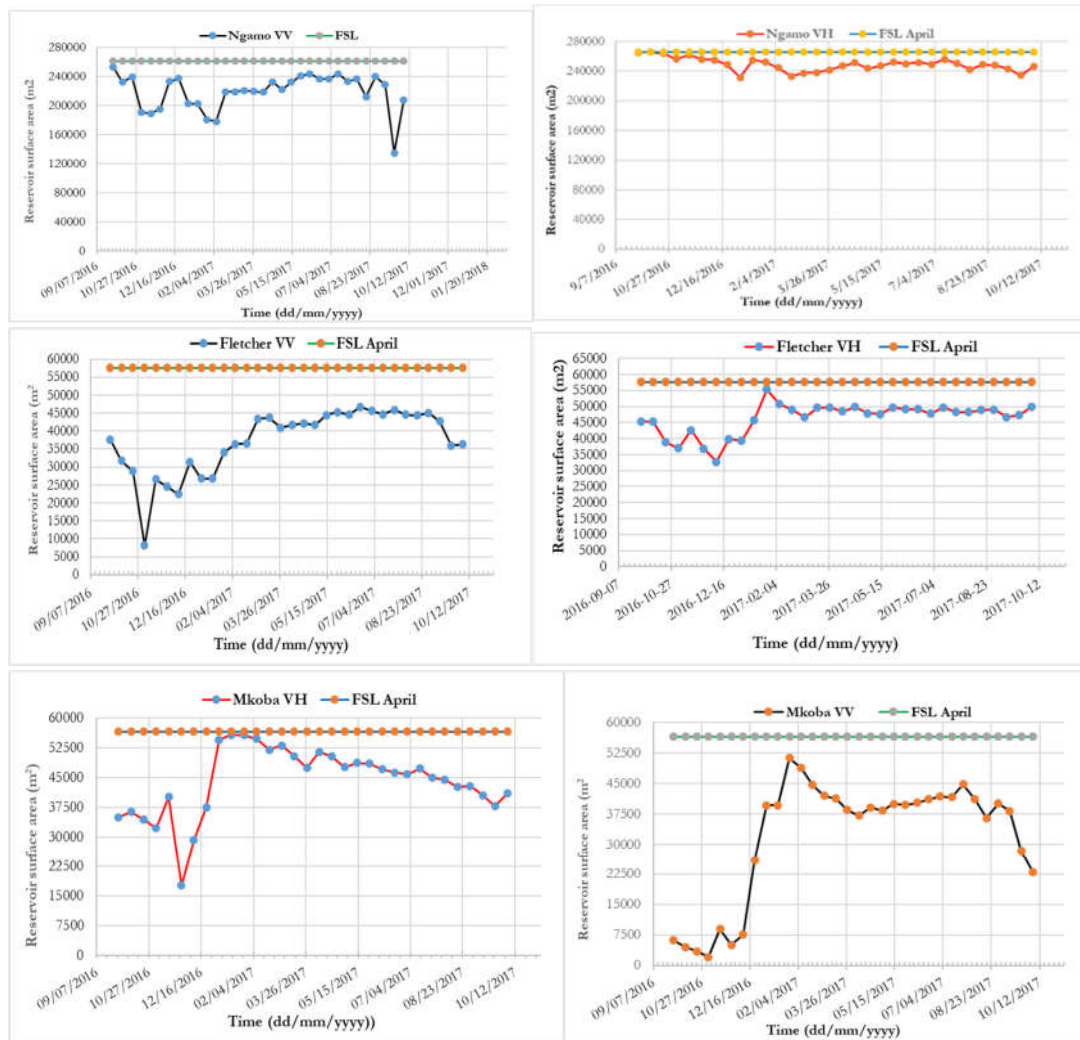 Ngamo VV FSL
Reservoir surface area (m2)
280000
240000
200000
160000
120000
80000
40000
0
09/07/2016 10/27/2016 12/16/2016 02/04/2017 03/26/2017 05/15/2017 07/04/2017 08/23/2017 10/12/2017 12/01/2017 01/20/2018
Time (dd/mm/yyyy)
Ngamo VH FSL April
Reservoir surface area (m2)
280000
240000
200000
160000
120000
80000
40000
0
9/7/2016 10/27/2016 12/16/2016 2/4/2017 3/26/2017 5/15/2017 7/4/2017 8/23/2017 10/12/2017
Time (dd/mm/yyyy)
Fletcher VV FSL April
Reservoir surface area (m²
60000
55000
50000
45000
40000
35000
30000
25000
20000
15000
10000
5000
0
09/07/2016 10/27/2016 12/16/2016 02/04/2017 03/26/2017 05/15/2017 07/04/2017 08/23/2017 10/12/2017
Time (dd/mm/yyyy)
Fletcher VH FSL April
Reservoir surface area (m2)
65000
60000
55000
50000
45000
40000
35000
30000
25000
20000
15000
10000
5000
0
2016-09-07 2016-10-27 2016-12-16 2017-02-04 2017-03-26 2017-05-15 2017-07-04 2017-08-23 2017-10-12
Time (dd/mm/yyyy)
Mkoba VH FSL April
Reservoir surface area (m²
60000
52500
45000
37500
30000
22500
15000
7500
0
09/07/2016 10/27/2016 12/16/2016 02/04/2017 03/26/2017 05/15/2017 07/04/2017 08/23/2017 10/12/2017
Time (dd/mm/yyyy))
Mkoba VV FSL April
Reservoir surface area (m²
60000
52500
45000
37500
30000
22500
15000
7500
0
09/07/2016 10/27/2016 12/16/2016 02/04/2017 03/26/2017 05/15/2017 07/04/2017 08/23/2017 10/12/2017
Time (dd/mm/yyyy)